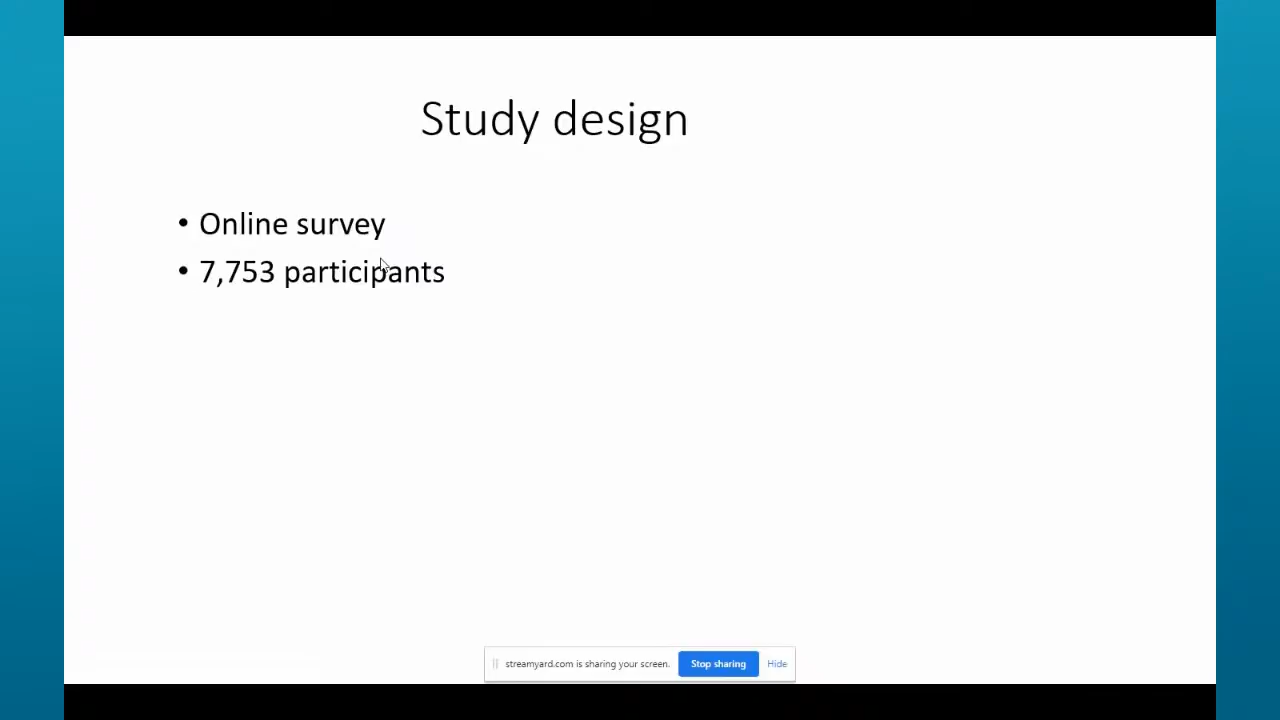 Study design
• Online survey
• 7,753 participants
streamyard.com is sharing your screen.
Stop sharing
Hide